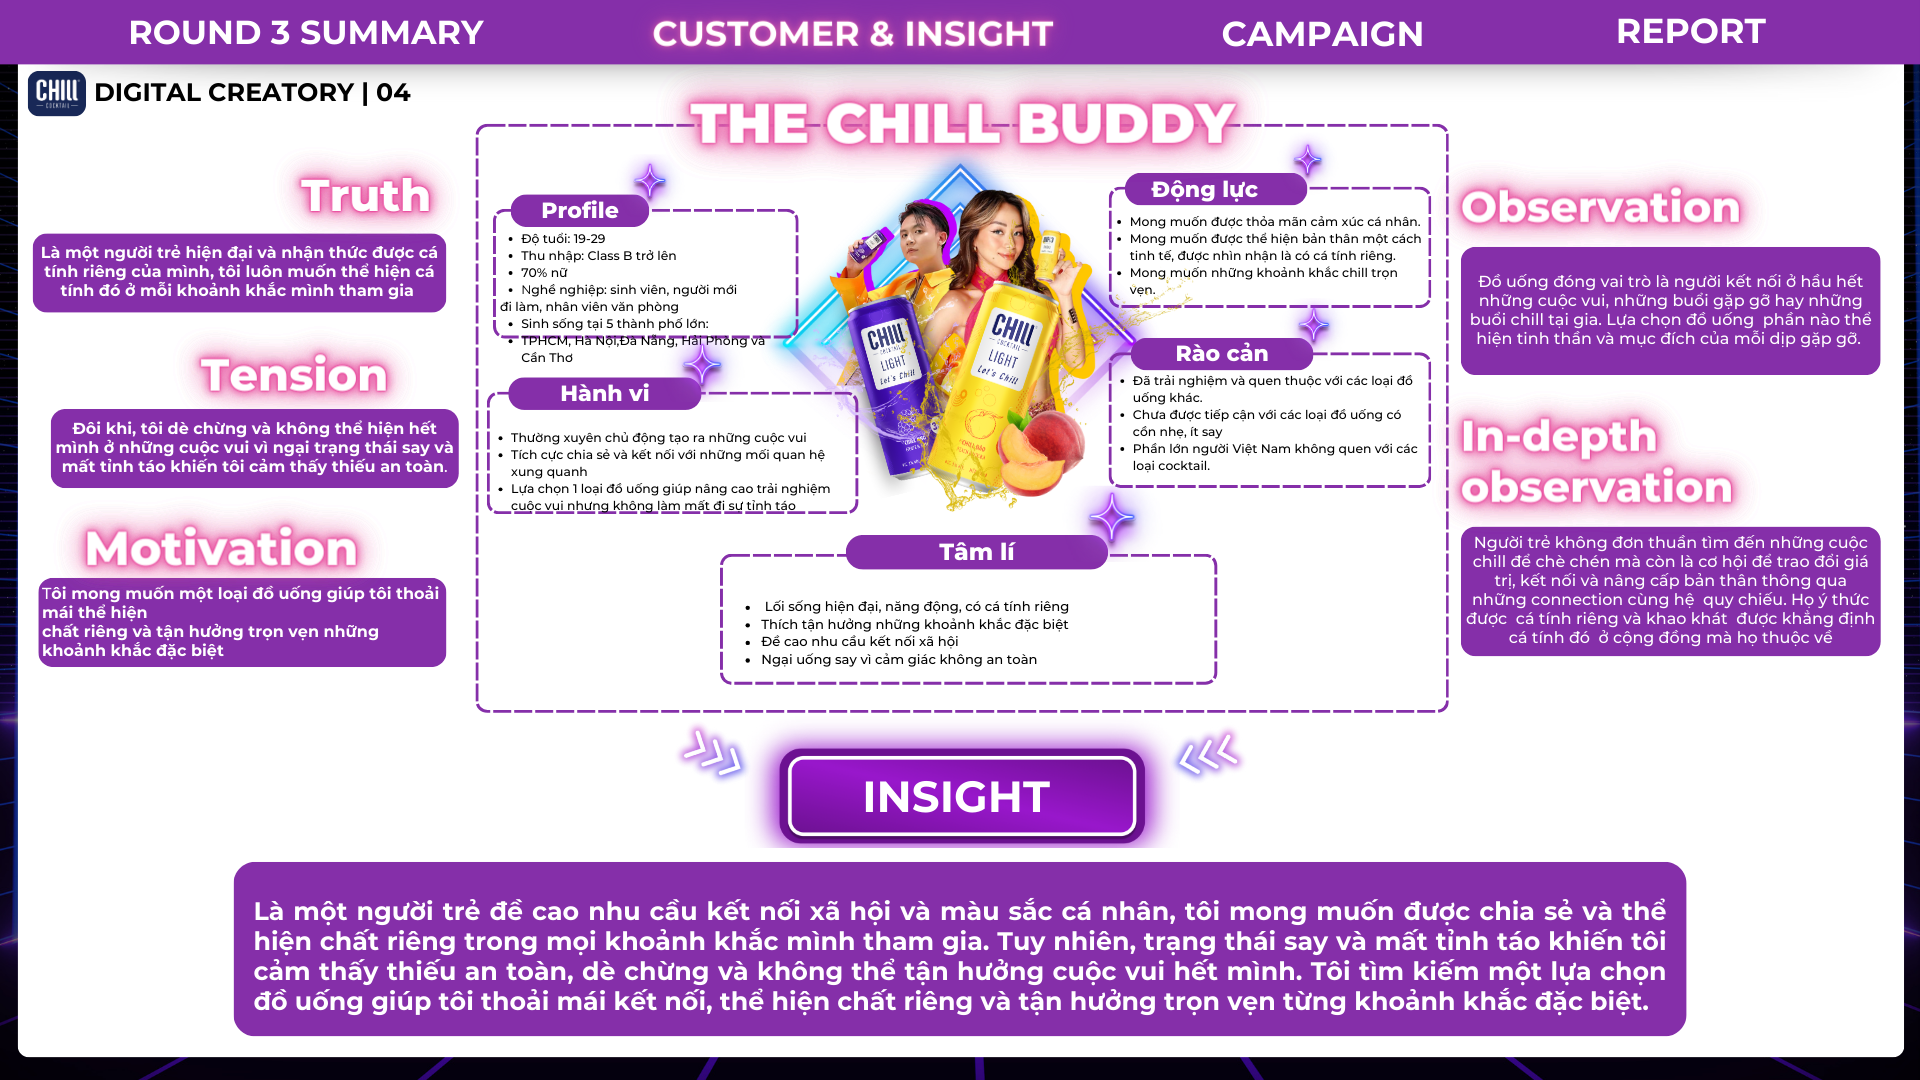 ROUND 3 SUMMARY
CUSTOMER & INSIGHT
CAMPAIGN
REPORT
CHILL
COCKTAIL
DIGITAL CREATORY | 04
THE CHILL BUDDY
Truth
Là một người trẻ hiện đại và nhận thức được cá
tính riêng của mình, tôi luôn muốn thể hiện cá
tính đó ở mỗi khoảnh khắc mình tham gia
Tension
Đôi khi, tôi dè chừng và không thể hiện hết
mình ở những cuộc vui vì ngại trạng thái say và
mất tỉnh táo khiến tôi cảm thấy thiếu an toàn.
Motivation
Tôi mong muốn một loại đồ uống giúp tôi thoải
mái thể hiện
chất riêng và tận hưởng trọn vẹn những
khoảnh khắc đặc biệt
Profile
• Độ tuổi: 19-29
• Thu nhập: Class B trở lên
• 70% nữ
• Nghề nghiệp: sinh viên, người mới
đi làm, nhân viên văn phòng
• Sinh sống tại 5 thành phố lớn:
• TPHCM, Hà Nội,Đà Nẵng, Hải Phòng và
Cần Thơ
Hành vi
• Thường xuyên chủ động tạo ra những cuộc vui
• Tích cực chia sẻ và kết nối với những mối quan hệ
xung quanh
• Lựa chọn 1 loại đồ uống giúp nâng cao trải nghiệm
cuộc vui nhưng không làm mất đi sự tỉnh táo
CHILL
COCKTAIL
LIGHT
Let's Chill
CHILL
COCKTAIL
LIGHT
Let's Chill
Động lực
• Mong muốn được thỏa mãn cảm xúc cá nhân.
• Mong muốn được thể hiện bản thân một cách
tinh tế, được nhìn nhận là có cá tính riêng.
• Mong muốn những khoảnh khắc chill trọn
vẹn.
Rào cản
• Đã trải nghiệm và quen thuộc với các loại đồ
uống khác.
• Chưa được tiếp cận với các loại đồ uống có
cồn nhẹ, ít say
• Phần lớn người Việt Nam không quen với các
loại cocktail.
Tâm lí
• Lối sống hiện đại, năng động, có cá tính riêng
• Thích tận hưởng những khoảnh khắc đặc biệt
• Đề cao nhu cầu kết nối xã hội
• Ngại uống say vì cảm giác không an toàn
Observation
Đồ uống đóng vai trò là người kết nối ở hầu hết
những cuộc vui, những buổi gặp gỡ hay những
buổi chill tại gia. Lựa chọn đồ uống phần nào thể
hiện tinh thần và mục đích của mỗi dịp gặp gỡ.
In-depth
observation
Người trẻ không đơn thuần tìm đến những cuộc
chill để chè chén mà còn là cơ hội để trao đổi giá
trị, kết nối và nâng cấp bản thân thông qua
những connection cùng hệ quy chiếu. Họ ý thức
được cá tính riêng và khao khát được khẳng định
cá tính đó ở cộng đồng mà họ thuộc về
INSIGHT
Là một người trẻ đề cao nhu cầu kết nối xã hội và màu sắc cá nhân, tôi mong muốn được chia sẻ và thể
hiện chất riêng trong mọi khoảnh khắc mình tham gia. Tuy nhiên, trạng thái say và mất tỉnh táo khiến tôi
cảm thấy thiếu an toàn, dè chừng và không thể tận hưởng cuộc vui hết mình. Tôi tìm kiếm một lựa chọn
đồ uống giúp tôi thoải mái kết nối, thể hiện chất riêng và tận hưởng trọn vẹn từng khoảnh khắc đặc biệt.